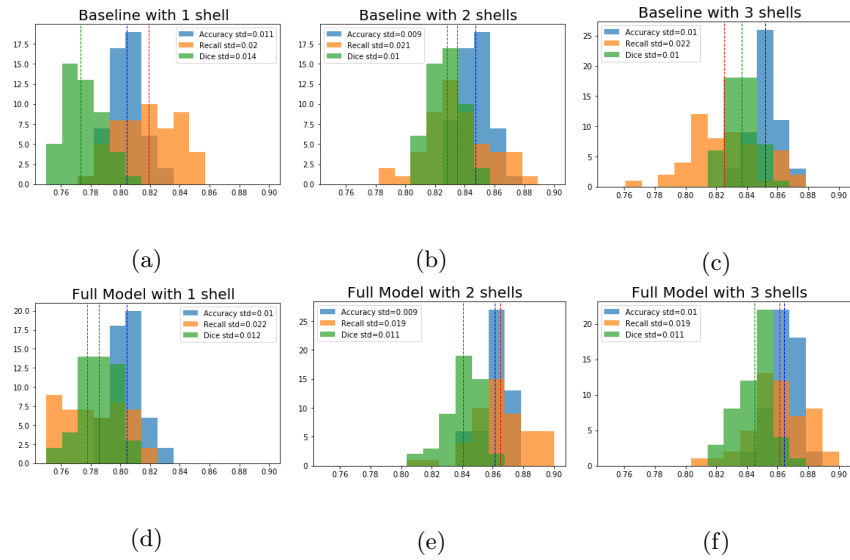 Baseline with 1 shell
17.5
15.0
12.5
10.0
7.5
5.0
2.5
0.0
Accuracy std=0.011
Recall std=0.02
Dice std=0.014
0.76 0.78 0.80 0.82 0.84 0.86 0.88 0.90
(a)
Baseline with 2 shells
17.5
15.0
12.5
10.0
7.5
5.0
2.5
0.0
Accuracy std=0.009
Recall std=0.021
Dice std=0.01
0.76 0.78 0.80 0.82 0.84 0.86 0.88 0.90
(b)
Baseline with 3 shells
25
20
15
10
5
0
Accuracy std=0.01
Recall std=0.022
Dice std=0.01
0.76 0.78 0.80 0.82 0.84 0.86 0.88 0.90
(c)
Full Model with 1 shell
20.0
17.5
15.0
12.5
10.0
7.5
5.0
2.5
0.0
Accuracy std=0.01
Recall std=0.022
Dice std=0.012
0.76 0.78 0.80 0.82 0.84 0.86 0.88 0.90
(d)
Full Model with 2 shells
25
20
15
10
5
0
Accuracy std=0.009
Recall std=0.019
Dice std=0.011
0.76 0.78 0.80 0.82 0.84 0.86 0.88 0.90
(e)
Full Model with 3 shells
20
15
10
5
0
Accuracy std=0.01
Recall std=0.019
Dice std=0.011
0.76 0.78 0.80 0.82 0.84 0.86 0.88 0.90
(f)